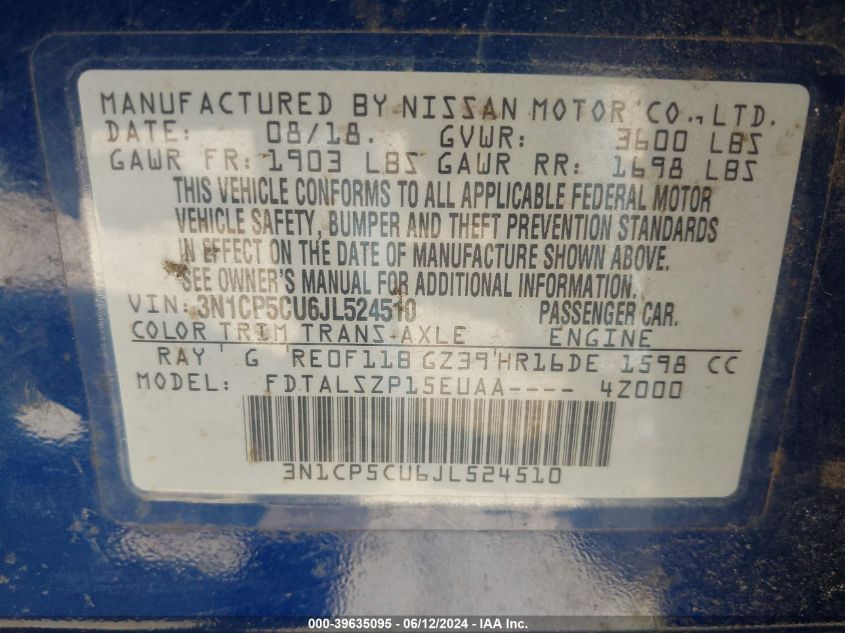 MANUFACTURED BY NISSAN MOTOR CO., LTD.
DATE: 08/18. GVWR: 3600 LBS
GAWR FR: 1903 LBS GAWR RR: 1698 LBS
THIS VEHICLE CONFORMS TO ALL APPLICABLE FEDERAL MOTOR
VEHICLE SAFETY, BUMPER AND THEFT PREVENTION STANDARDS
IN EFFECT ON THE DATE OF MANUFACTURE SHOWN ABOVE.
SEE OWNER'S MANUAL FOR ADDITIONAL INFORMATION.
VIN: 3N1CP5CU6JL524510 PASSENGER CAR.
COLOR TRIM TRANS-AXLE ENGINE
RAY G RE0F11B GZ39 HR16DE 1598 CC
MODEL: FDTALSZP15EUAA---- 4Z000
3N1CP5CU6JL524510
000-39635095 - 06/12/2024 - IAA Inc.